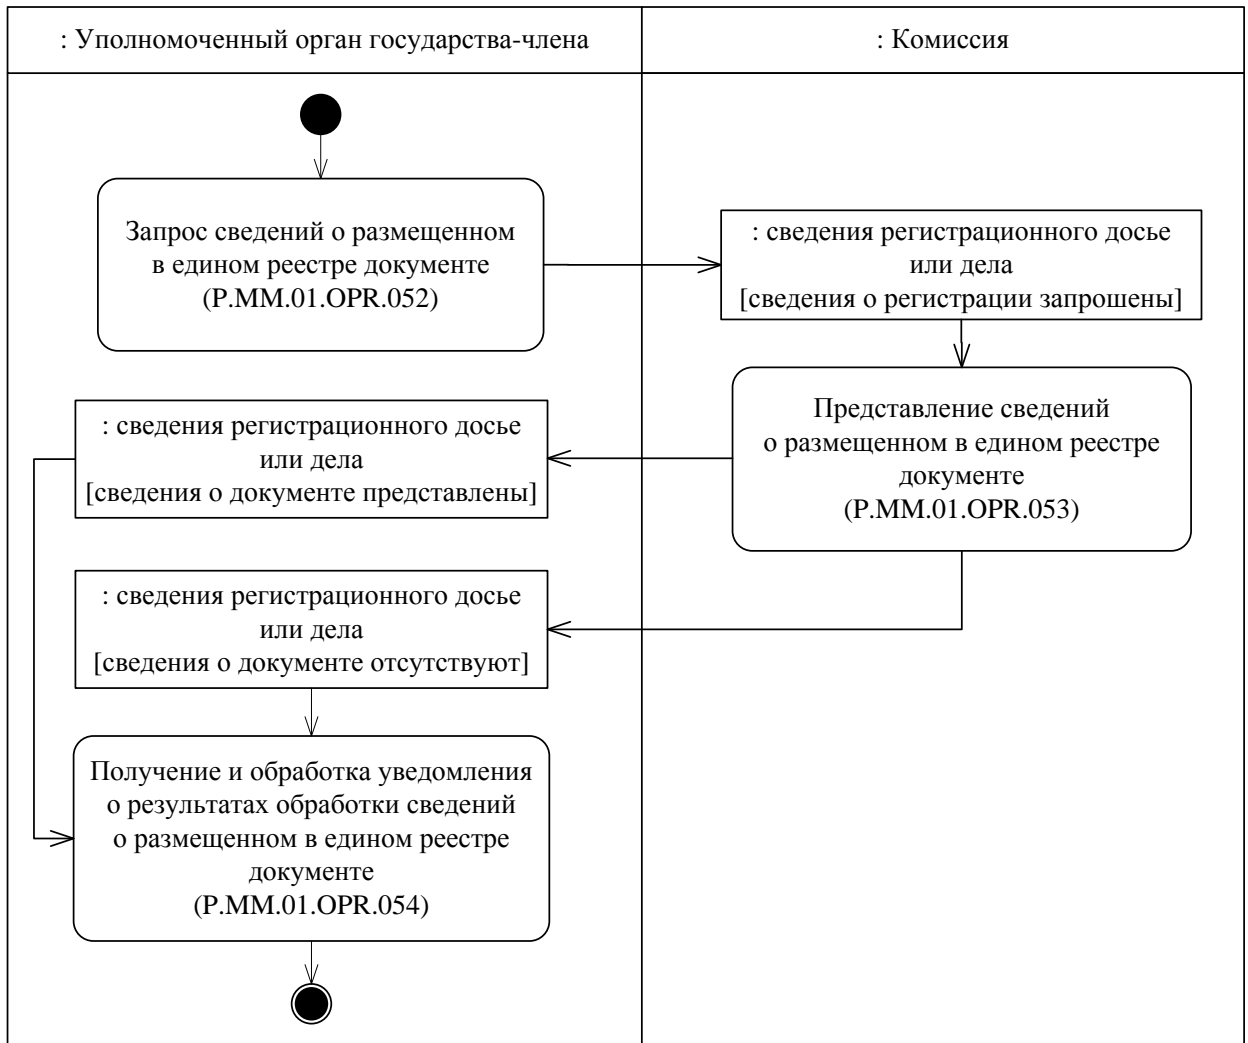 : Уполномоченный орган государства-члена
: Комиссия
Запрос сведений о размещенном
в едином реестре документе
(P.MM.01.OPR.052)
: сведения регистрационного досье
или дела
[сведения о регистрации запрошены]
Представление сведений
о размещенном в едином реестре
документе
(P.MM.01.OPR.053)
: сведения регистрационного досье
или дела
[сведения о документе представлены]
: сведения регистрационного досье
или дела
[сведения о документе отсутствуют]
Получение и обработка уведомления
о результатах обработки сведений
о размещенном в едином реестре
документе
(P.MM.01.OPR.054)